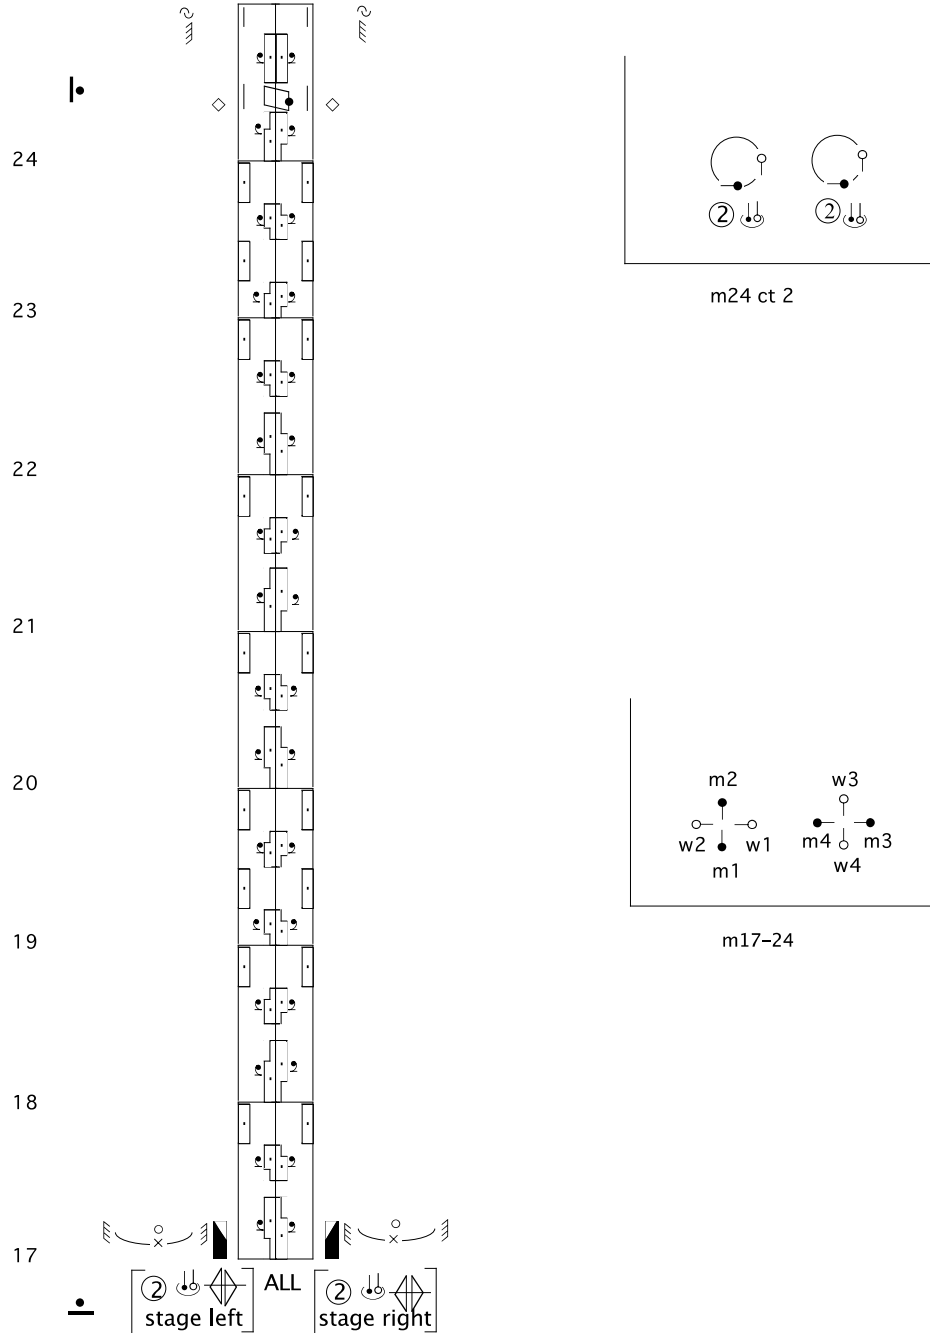 24
23
22
21
20
19
18
17
② ②
m24 ct 2
m2 w3
w2 w1 m4 m3
m1 w4
m17–24
② ALL ②
stage left stage right